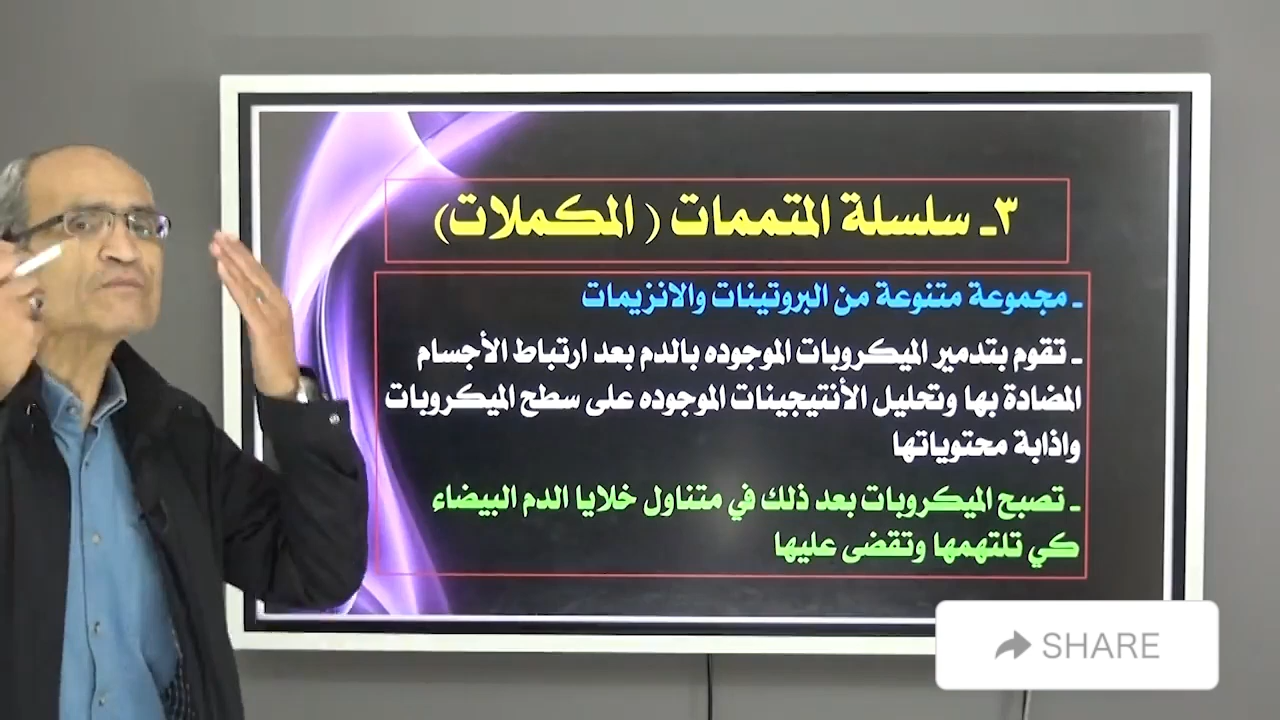 ٣ـ سلسلة المتممات ( المكملات)
ـ مجموعة متنوعة من البروتينات والانزيمات
ـ تقوم بتدمير الميكروبات الموجوده بالدم بعد ارتباط الأجسام
المضادة بها وتحليل الأنتيجينات الموجوده على سطح الميكروبات
واذابة محتوياتها
ـ تصبح الميكروبات بعد ذلك في متناول خلايا الدم البيضاء
كي تلتهمها وتقضى عليها
SHARE